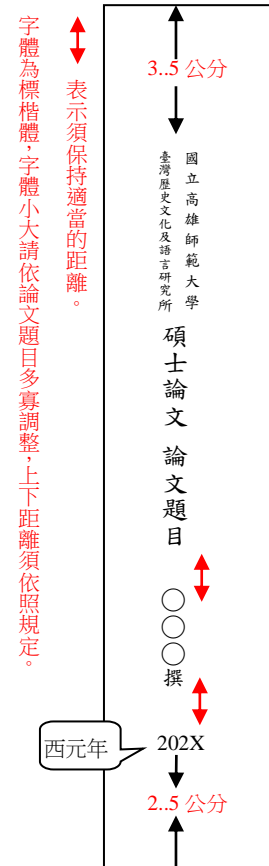 字體為標楷體，字體小大請依論文題目多寡調整，上下距離須依照規定。
表示須保持適當的距離。
3..5 公分
國立高雄師範大學
臺灣歷史文化及語言研究所
碩士論文 論文題目
○○○撰
202X
西元年
2..5 公分